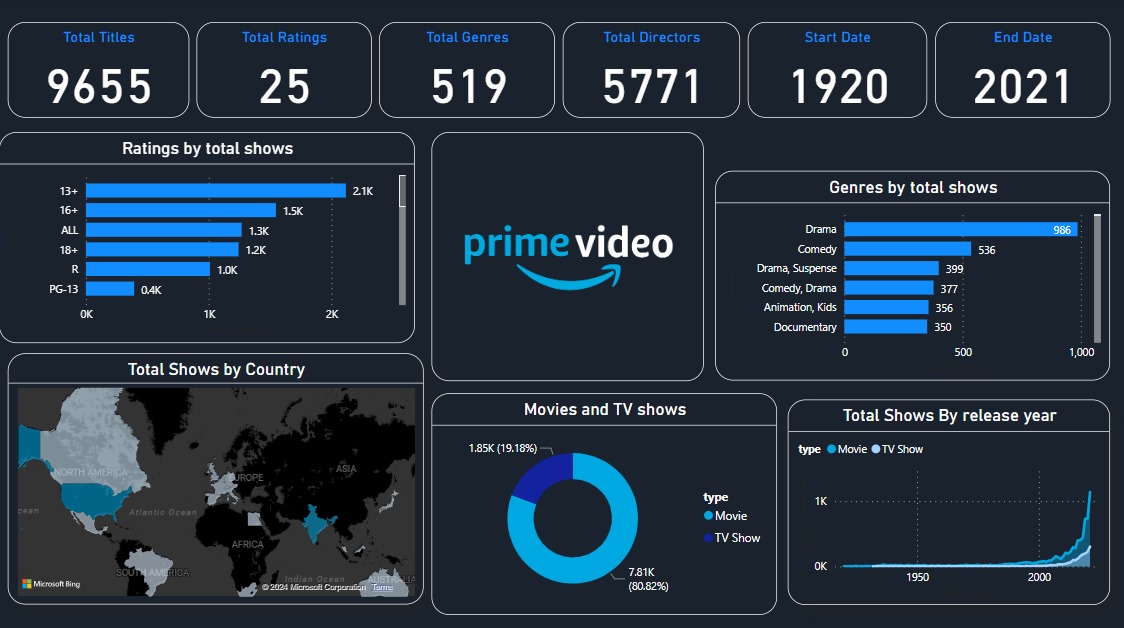 Total Titles
9655
Total Ratings
25
Total Genres
519
Total Directors
5771
Start Date
1920
End Date
2021
Ratings by total shows
13+
2.1K
16+
1.5K
ALL
1.3K
18+
1.2K
R
1.0K
PG-13
0.4K
0K
1K
2K
prime video
Genres by total shows
Drama
986
Comedy
536
Drama, Suspense
399
Comedy, Drama
377
Animation, Kids
356
Documentary
350
0
500
1,000
Total Shows by Country
NORTH AMERICA
EUROPE
ASIA
cean
Atlantic Ocean
AFRICA
SOUTH AMERICA
Indian Ocean
AUSTRALIA
Microsoft Bing
© 2024 Microsoft Corporation Terms
Movies and TV shows
1.85K (19.18%)
type
Movie
TV Show
7.81K
(80.82%)
Total Shows By release year
type Movie TV Show
1K
0K
1950
2000